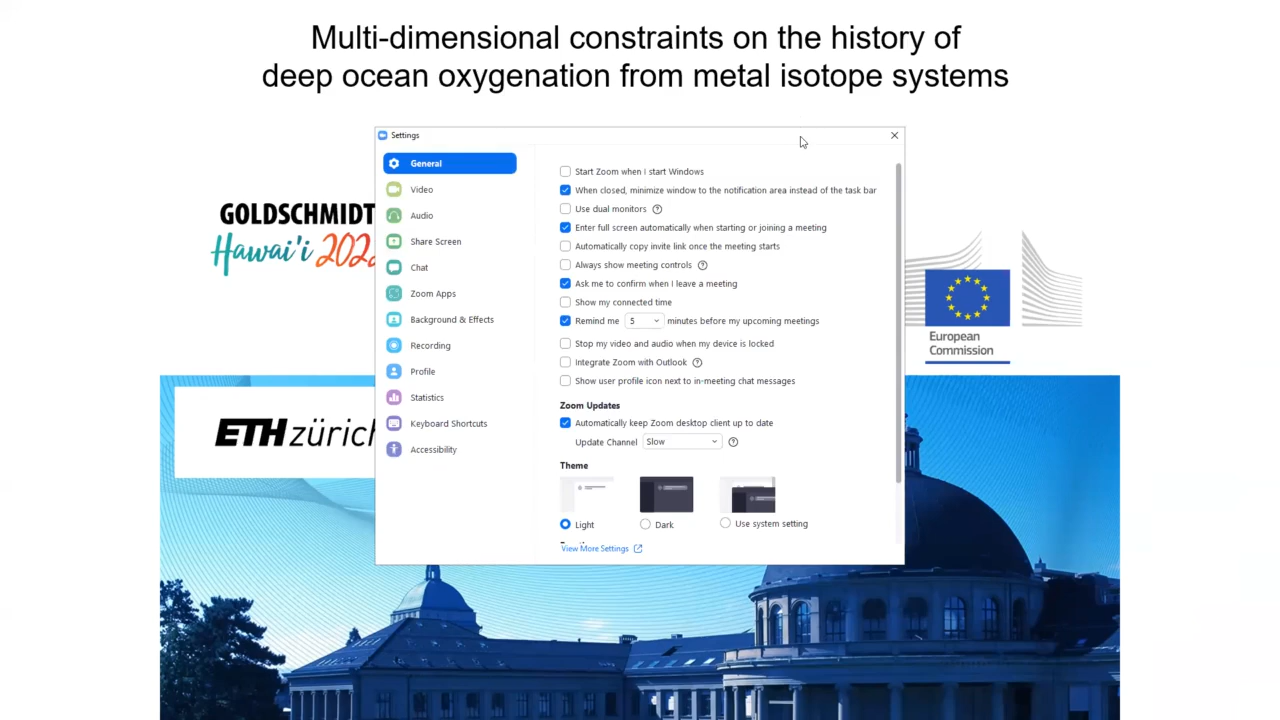 Multi-dimensional constraints on the history of
deep ocean oxygenation from metal isotope systems
Settings
General
Video
Audio
Share Screen
Chat
Zoom Apps
Background & Effects
Recording
Profile
Statistics
Keyboard Shortcuts
Accessibility
Start Zoom when I start Windows
When closed, minimize window to the notification area instead of the task bar
Use dual monitors
Enter full screen automatically when starting or joining a meeting
Automatically copy invite link once the meeting starts
Always show meeting controls
Ask me to confirm when I leave a meeting
Show my connected time
Remind me 5 minutes before my upcoming meetings
Stop my video and audio when my device is locked
Integrate Zoom with Outlook
Show user profile icon next to in-meeting chat messages
Zoom Updates
Automatically keep Zoom desktop client up to date
Update Channel Slow
Theme
Light Dark Use system setting
View More Settings
GOLDSCHMIDT
Hawai'i
ETH zürich
European
Commission